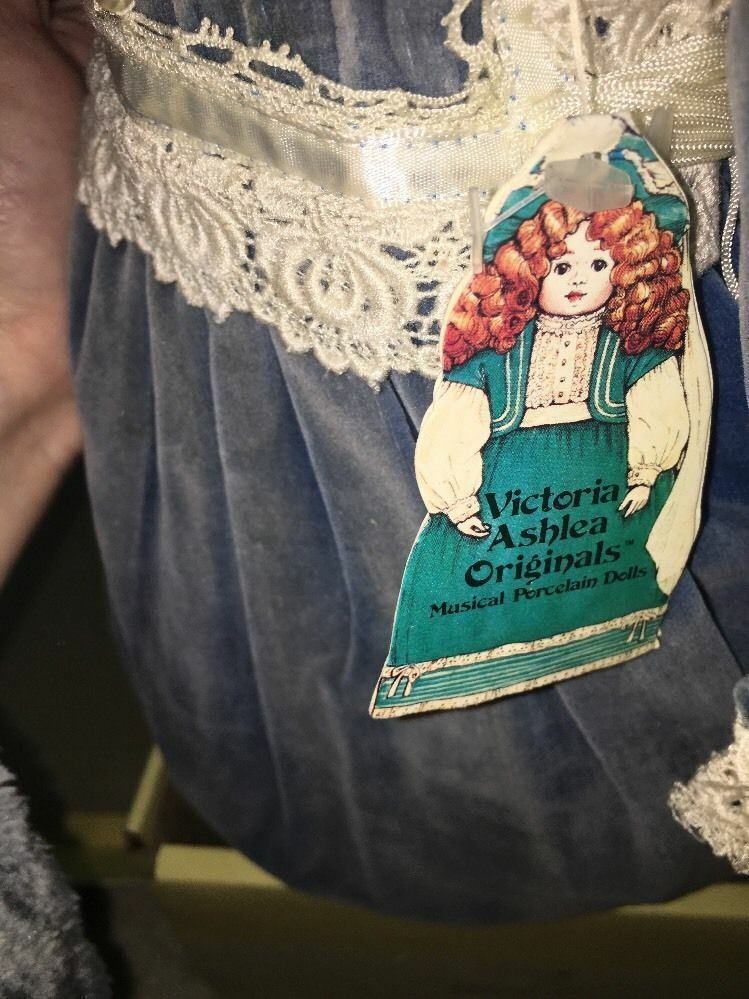 Victoria
Ashlea
Originals™
Musical Porcelain Dolls